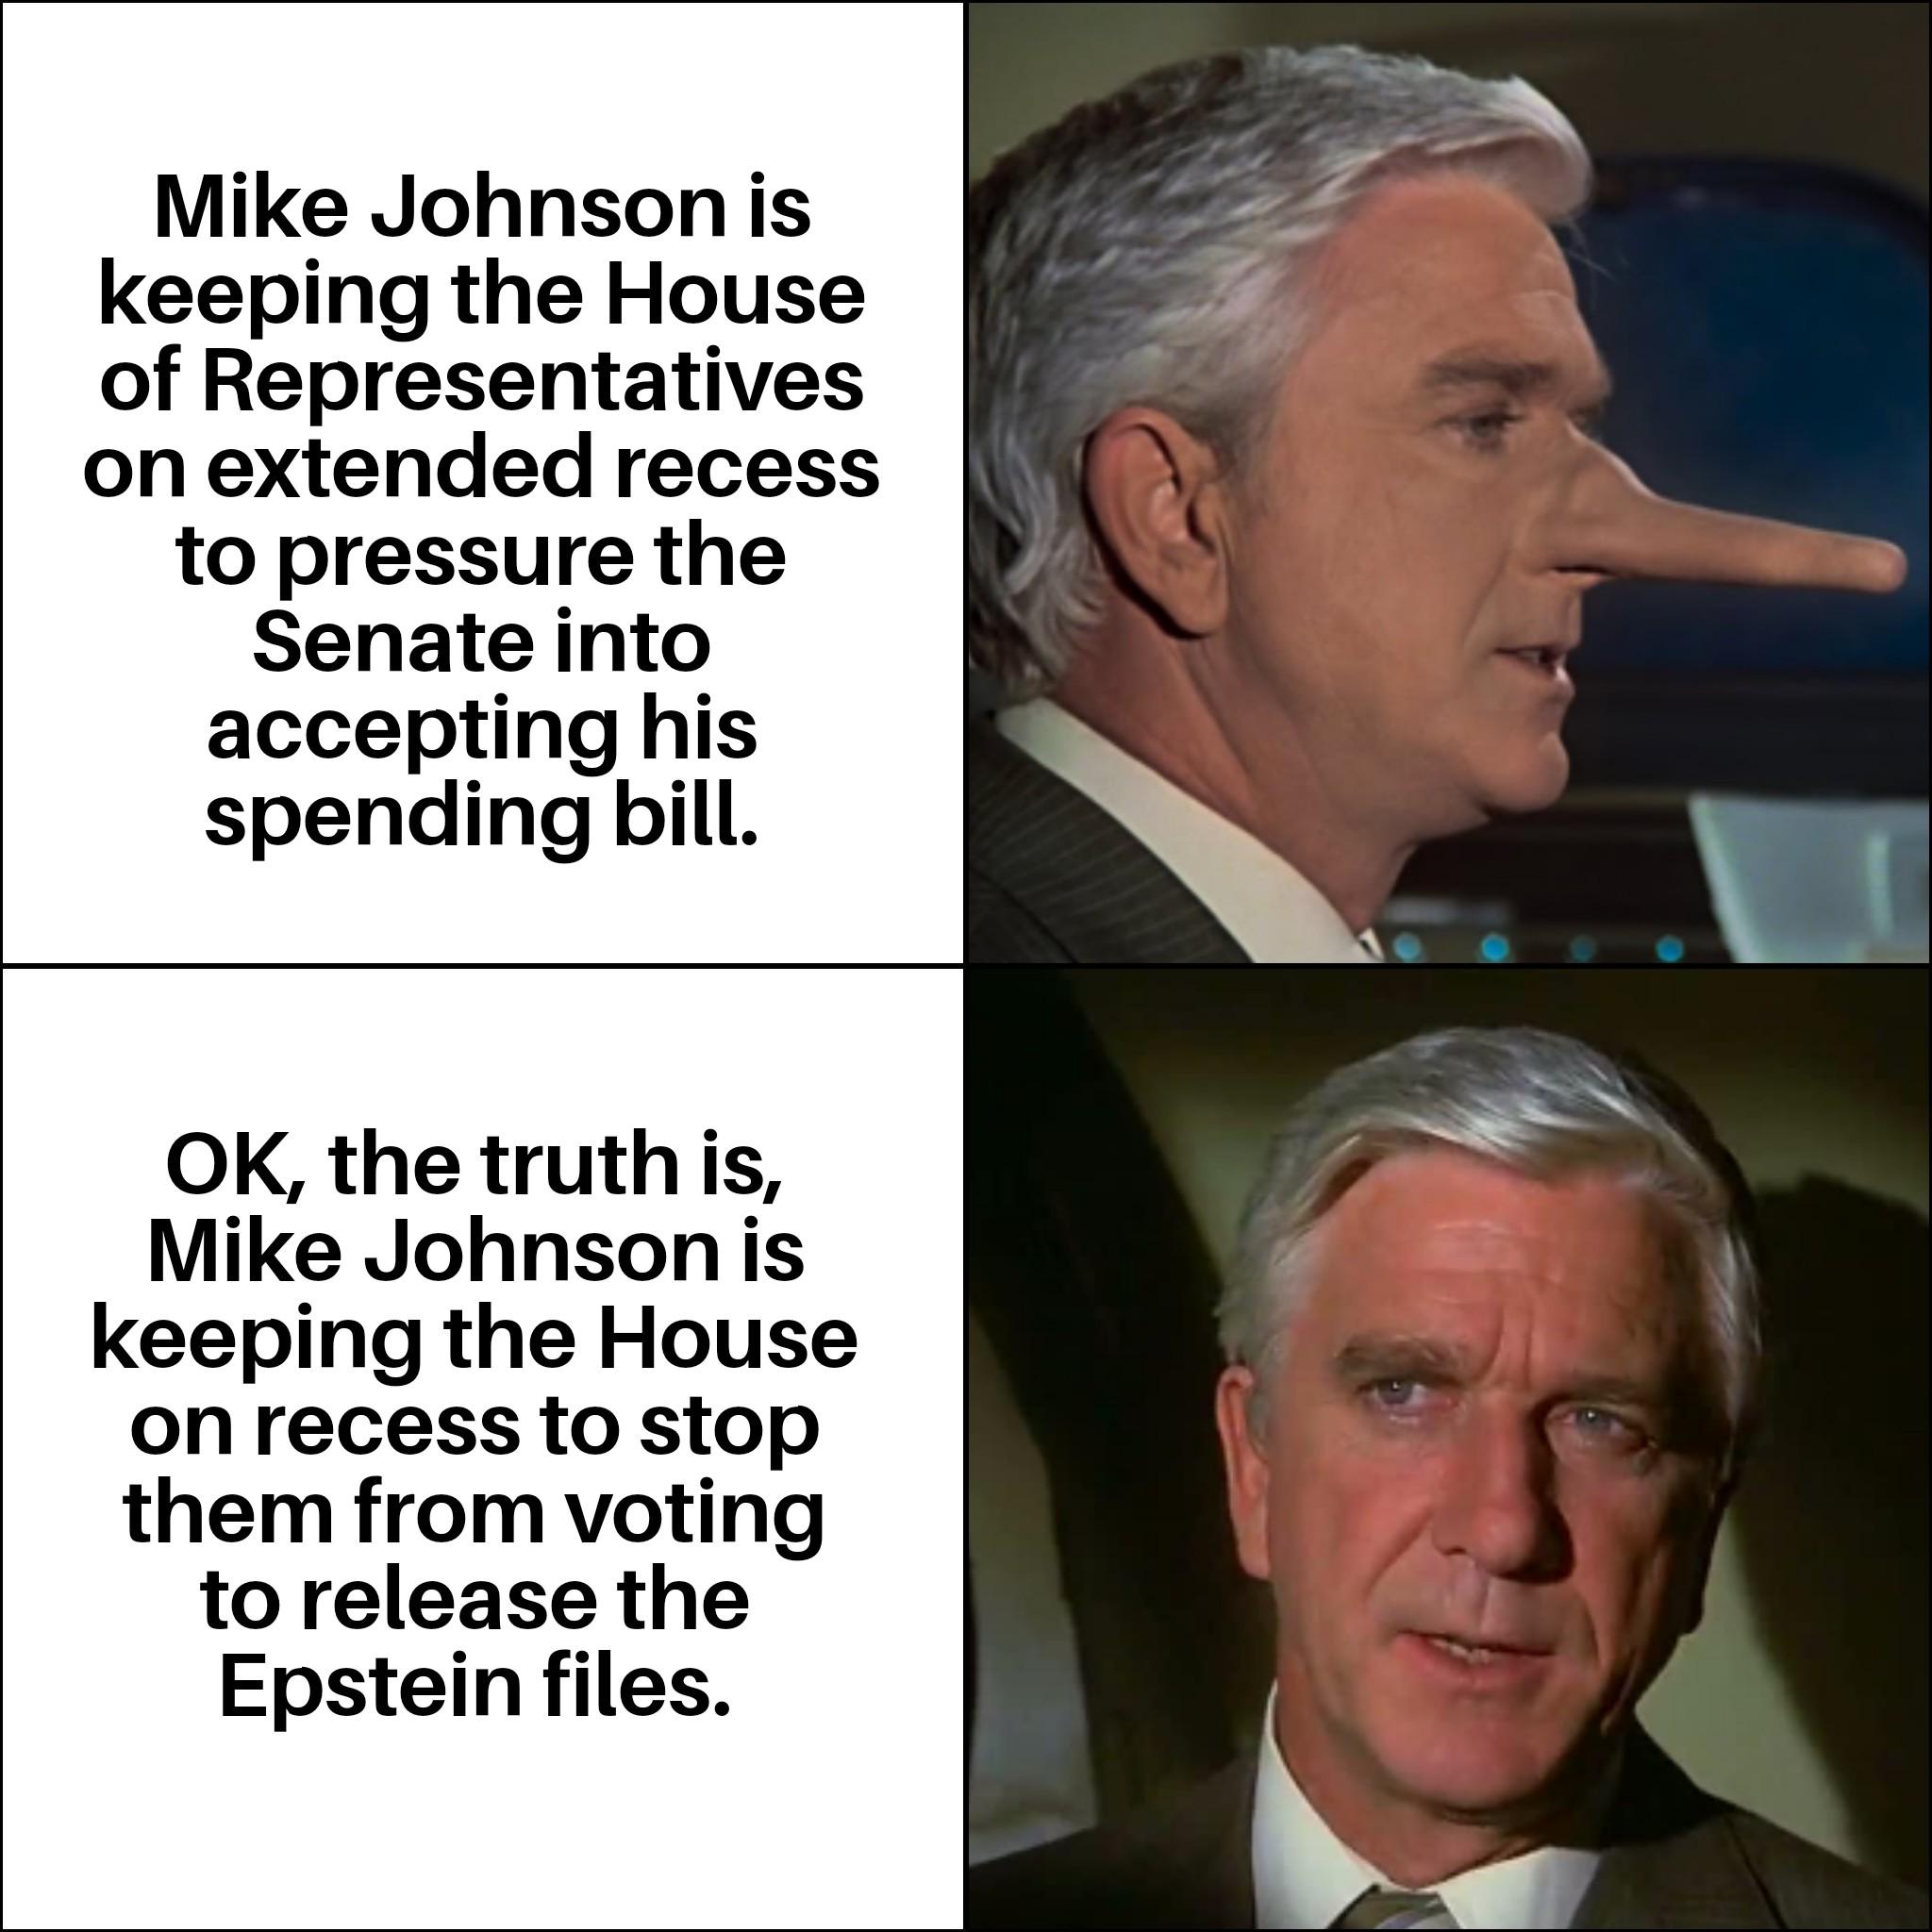 Mike Johnson is
keeping the House
of Representatives
on extended recess
to pressure the
Senate into
accepting his
spending bill.
OK, the truth is,
Mike Johnson is
keeping the House
on recess to stop
them from voting
to release the
Epstein files.